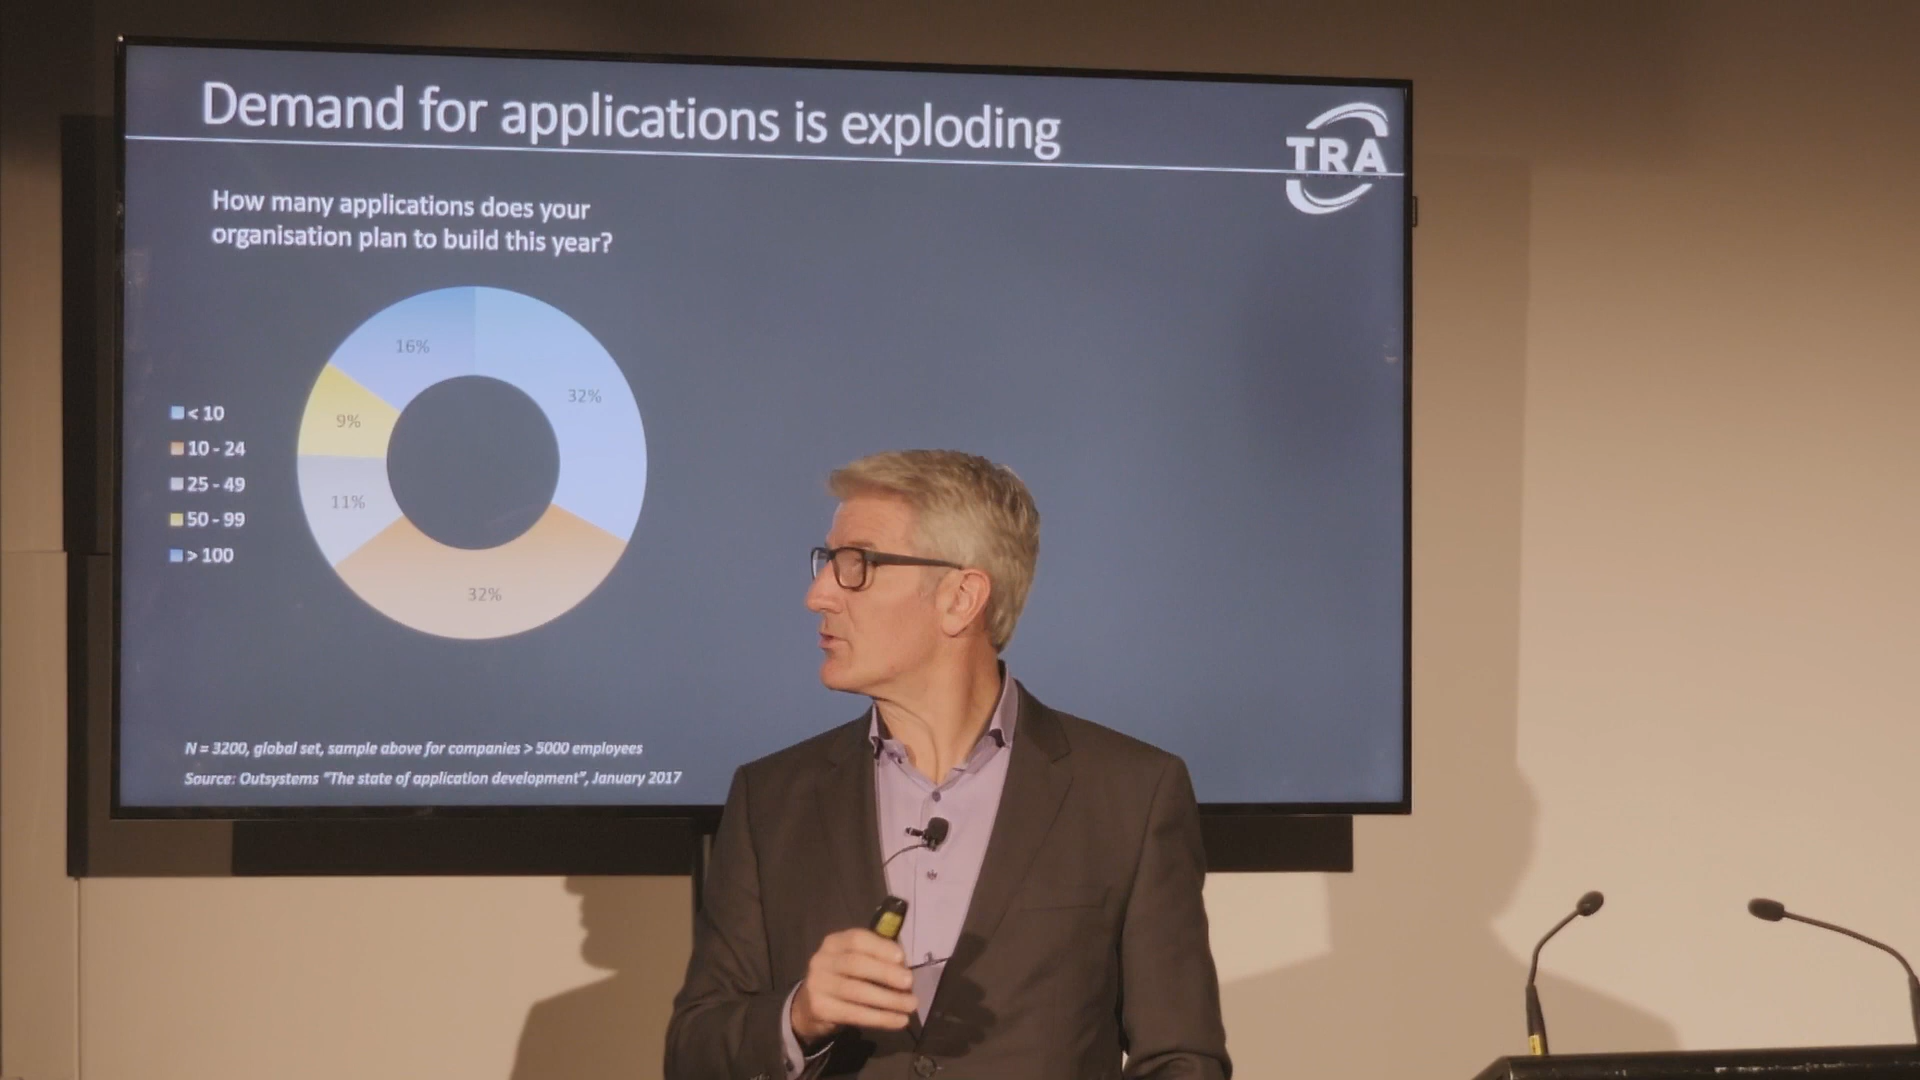 Demand for applications is exploding
TRA
How many applications does your
organisation plan to build this year?
16%
32%
9%
11%
32%
< 10
10 - 24
25 - 49
50 - 99
> 100
N = 3200, global set, sample above for companies > 5000 employees
Source: Outsystems "The state of application development", January 2017